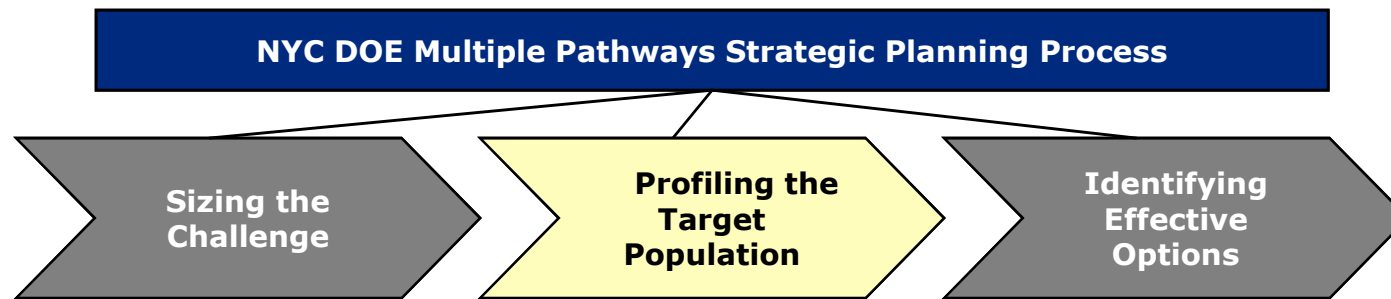 NYC DOE Multiple Pathways Strategic Planning Process
Sizing the
Challenge
Profiling the
Target
Population
Identifying
Effective
Options